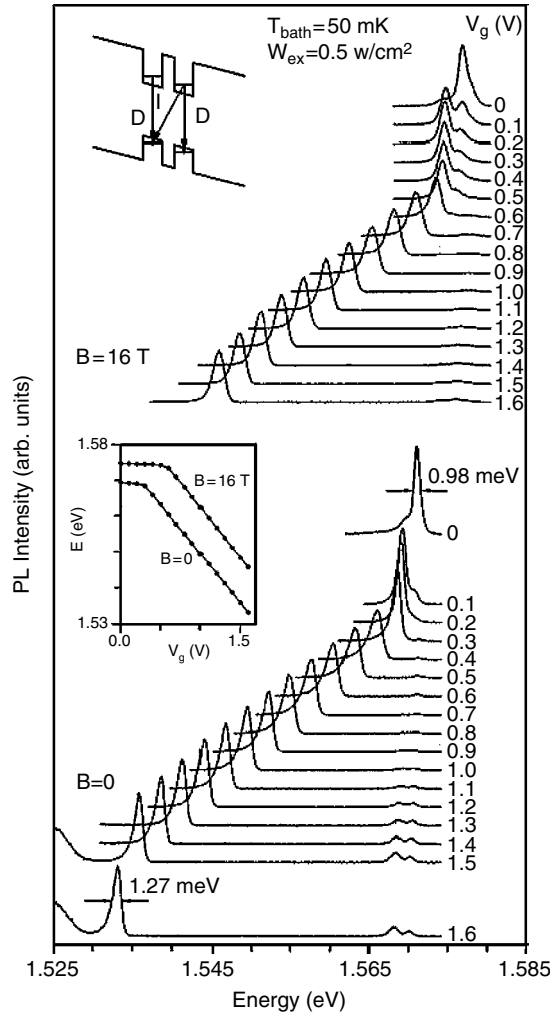 T_bath=50 mK
W_ex=0.5 w/cm²
V_g (V)
D
I
D
0
0.1
0.2
0.3
0.4
0.5
0.6
0.7
0.8
0.9
1.0
1.1
1.2
1.3
1.4
1.5
1.6
B=16 T
PL Intensity (arb. units)
1.58
E (eV)
1.53
B=16 T
B=0
0.0
1.5
V_g (V)
0.98 meV
0
0.1
0.2
0.3
0.4
0.5
0.6
0.7
0.8
0.9
1.0
1.1
1.2
1.3
1.4
1.5
B=0
1.27 meV
1.6
1.525
1.545
1.565
1.585
Energy (eV)